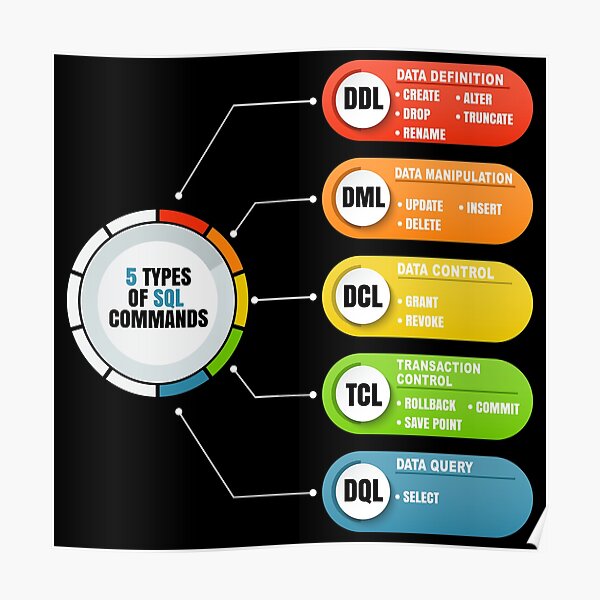 5 TYPES
OF SQL
COMMANDS
DDL
DATA DEFINITION
• CREATE • ALTER
• DROP • TRUNCATE
• RENAME
DML
DATA MANIPULATION
• UPDATE • INSERT
• DELETE
DCL
DATA CONTROL
• GRANT
• REVOKE
TCL
TRANSACTION
CONTROL
• ROLLBACK • COMMIT
• SAVE POINT
DQL
DATA QUERY
• SELECT